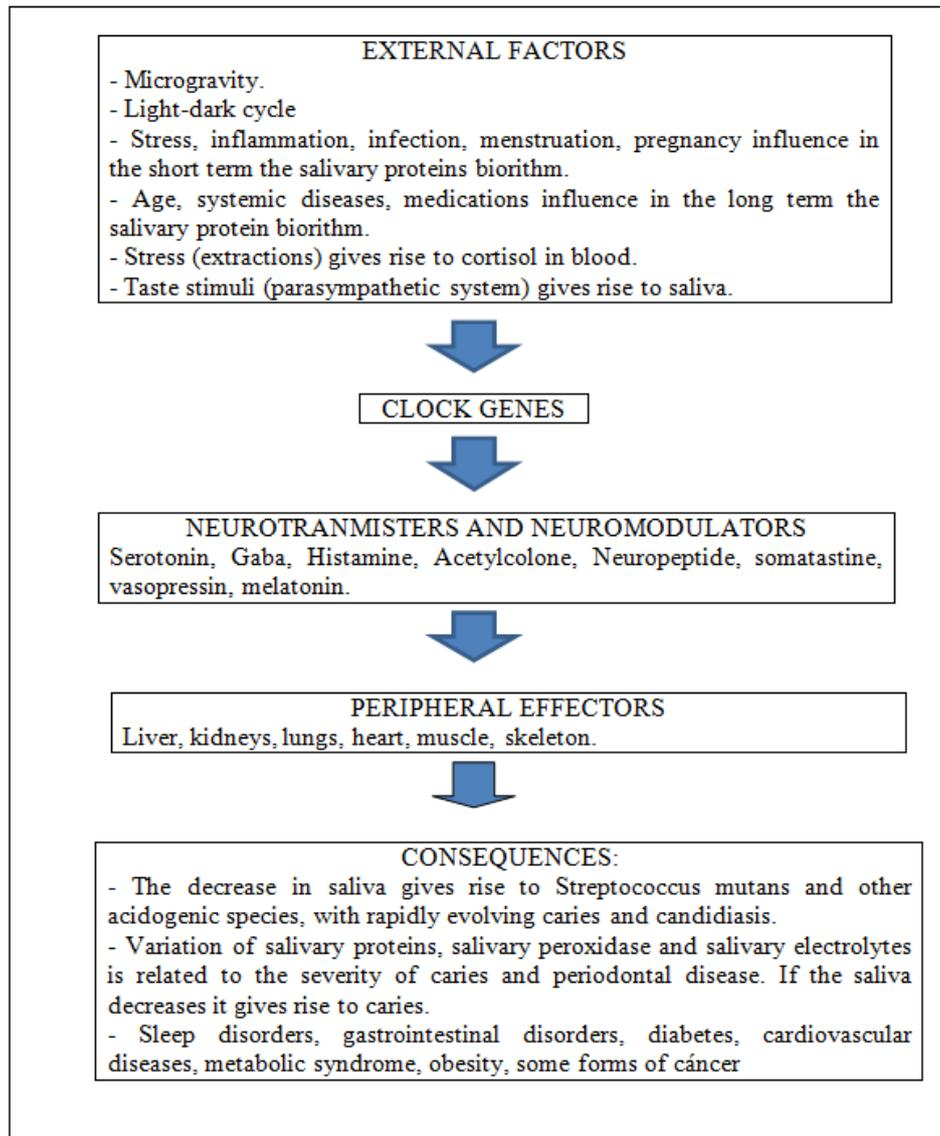 EXTERNAL FACTORS
- Microgravity.
- Light-dark cycle
- Stress, inflammation, infection, menstruation, pregnancy influence in
the short term the salivary proteins biorithm.
- Age, systemic diseases, medications influence in the long term the
salivary protein biorithm.
- Stress (extractions) gives rise to cortisol in blood.
- Taste stimuli (parasympathetic system) gives rise to saliva.
CLOCK GENES
NEUROTRANMISTERS AND NEUROMODULATORS
Serotonin, Gaba, Histamine, Acetylcolone, Neuropeptide, somatastine,
vasopressin, melatonin.
PERIPHERAL EFFECTORS
Liver, kidneys, lungs, heart, muscle, skeleton.
CONSEQUENCES:
- The decrease in saliva gives rise to Streptococcus mutans and other
acidogenic species, with rapidly evolving caries and candidiasis.
- Variation of salivary proteins, salivary peroxidase and salivary electrolytes
is related to the severity of caries and periodontal disease. If the saliva
decreases it gives rise to caries.
- Sleep disorders, gastrointestinal disorders, diabetes, cardiovascular
diseases, metabolic syndrome, obesity, some forms of cáncer